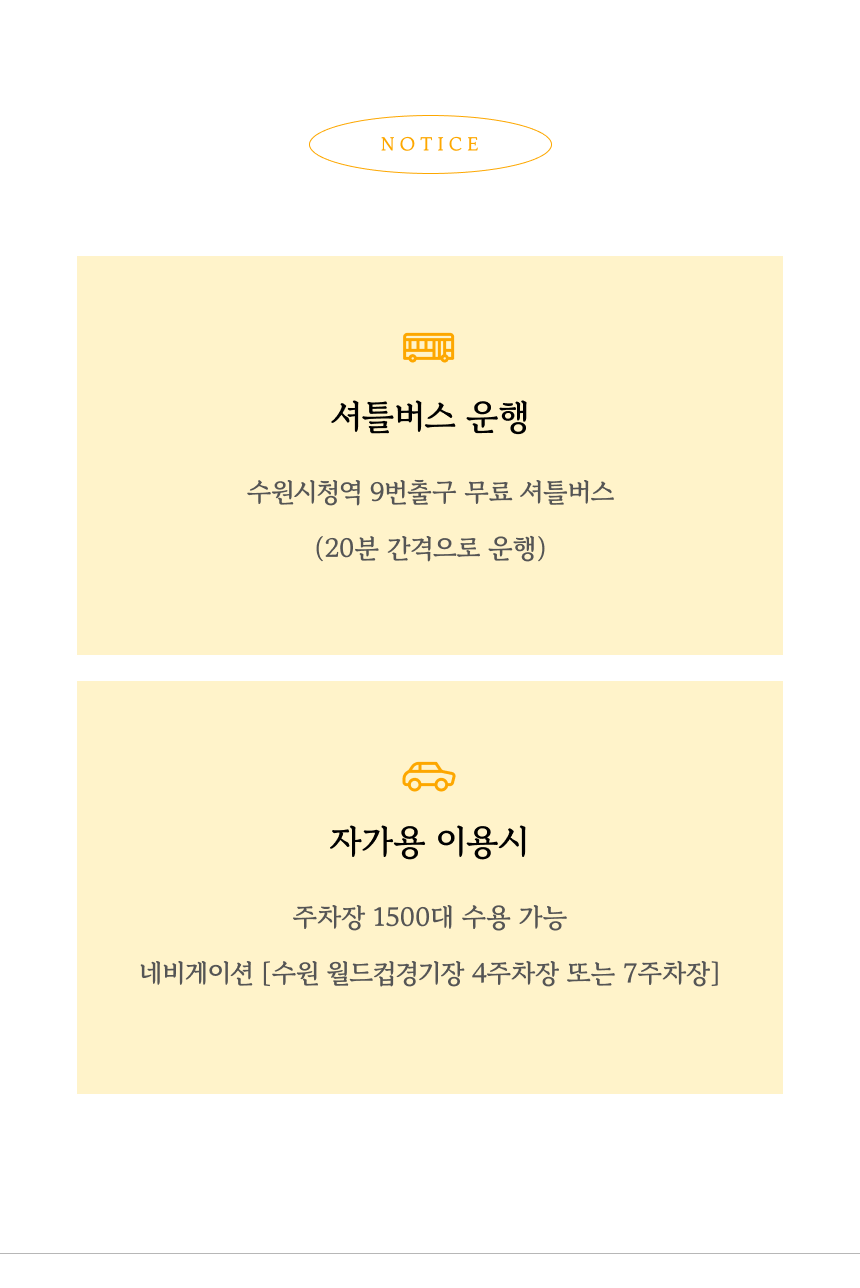 NOTICE
셔틀버스 운행
수원시청역 9번출구 무료 셔틀버스
(20분 간격으로 운행)
자가용 이용시
주차장 1500대 수용 가능
네비게이션 [수원 월드컵경기장 4주차장 또는 7주차장]